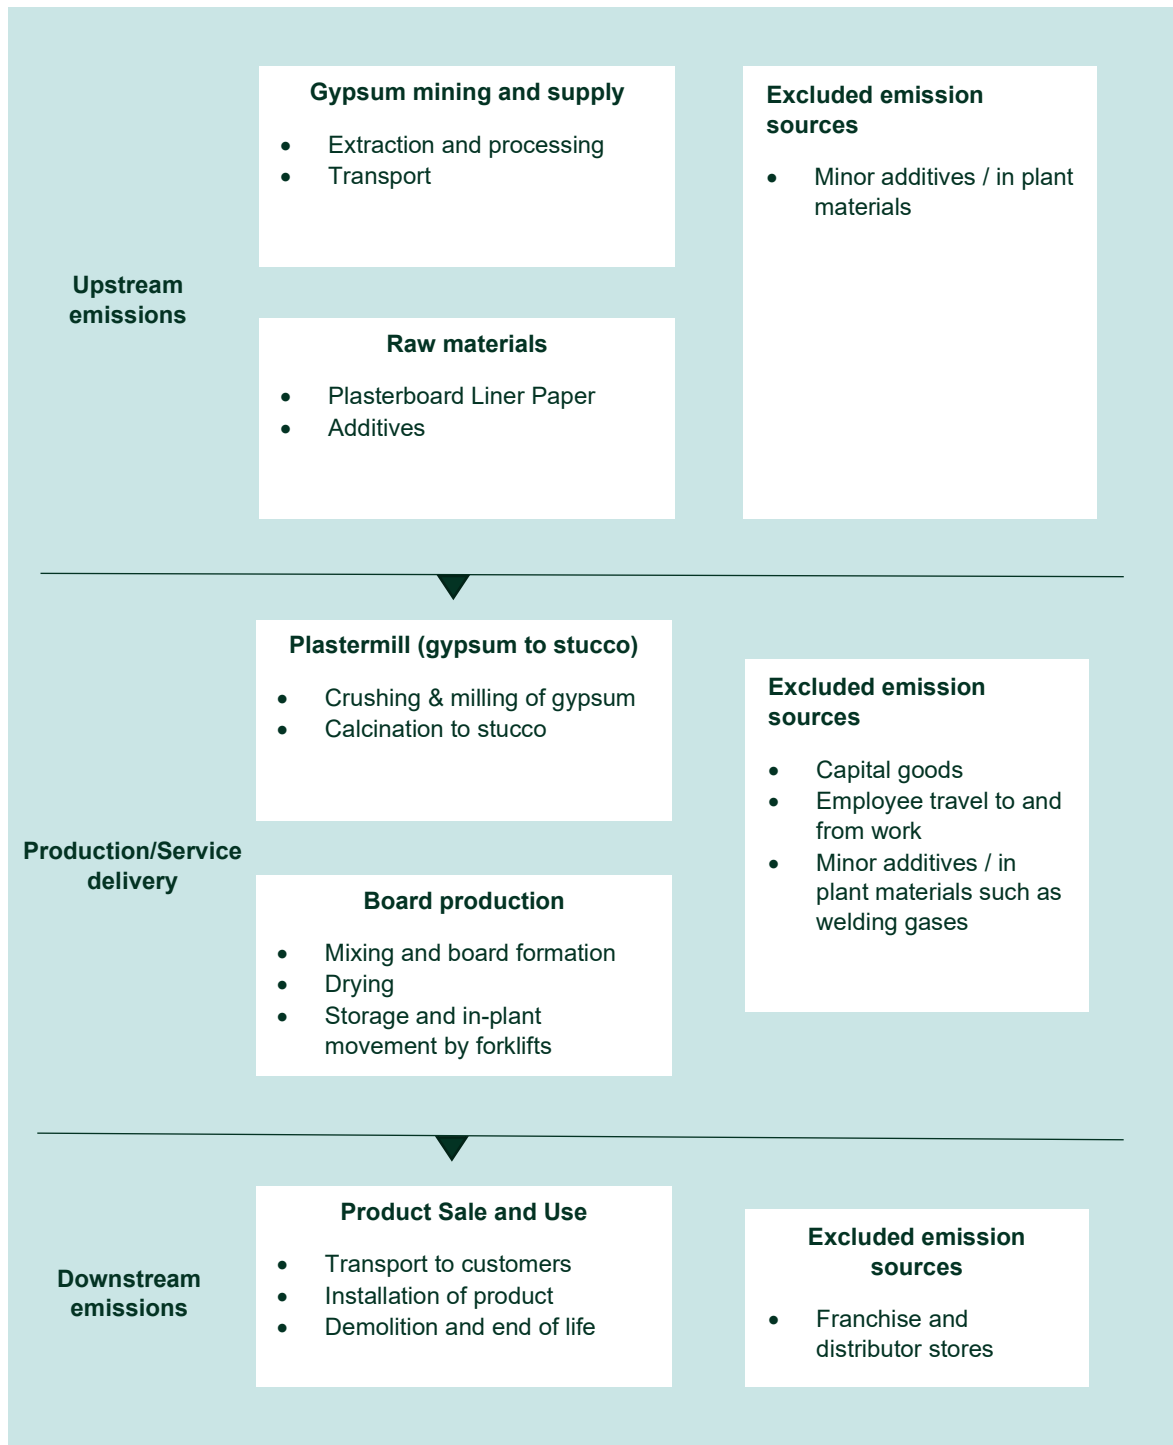 Gypsum mining and supply
• Extraction and processing
• Transport
Excluded emission
sources
• Minor additives / in plant
materials
Upstream
emissions
Raw materials
• Plasterboard Liner Paper
• Additives
Plastermill (gypsum to stucco)
• Crushing & milling of gypsum
• Calcination to stucco
Excluded emission
sources
• Capital goods
• Employee travel to and
from work
• Minor additives / in
plant materials such as
welding gases
Production/Service
delivery
Board production
• Mixing and board formation
• Drying
• Storage and in-plant
movement by forklifts
Product Sale and Use
• Transport to customers
• Installation of product
• Demolition and end of life
Downstream
emissions
Excluded emission
sources
• Franchise and
distributor stores